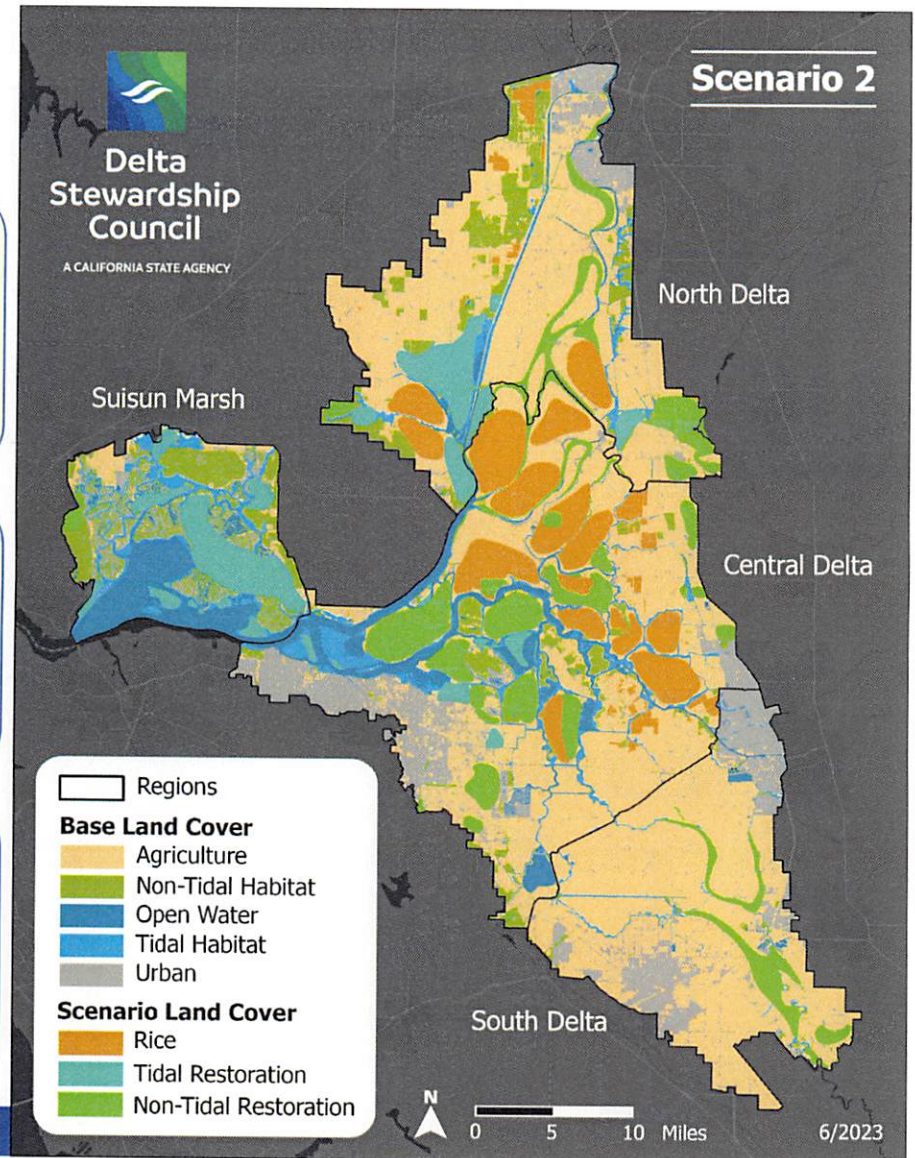 Scenario 2
Delta
Stewardship
Council
A CALIFORNIA STATE AGENCY
North Delta
Suisun Marsh
Central Delta
South Delta
Regions
Base Land Cover
Agriculture
Non-Tidal Habitat
Open Water
Tidal Habitat
Urban
Scenario Land Cover
Rice
Tidal Restoration
Non-Tidal Restoration
N
0 5 10 Miles
6/2023